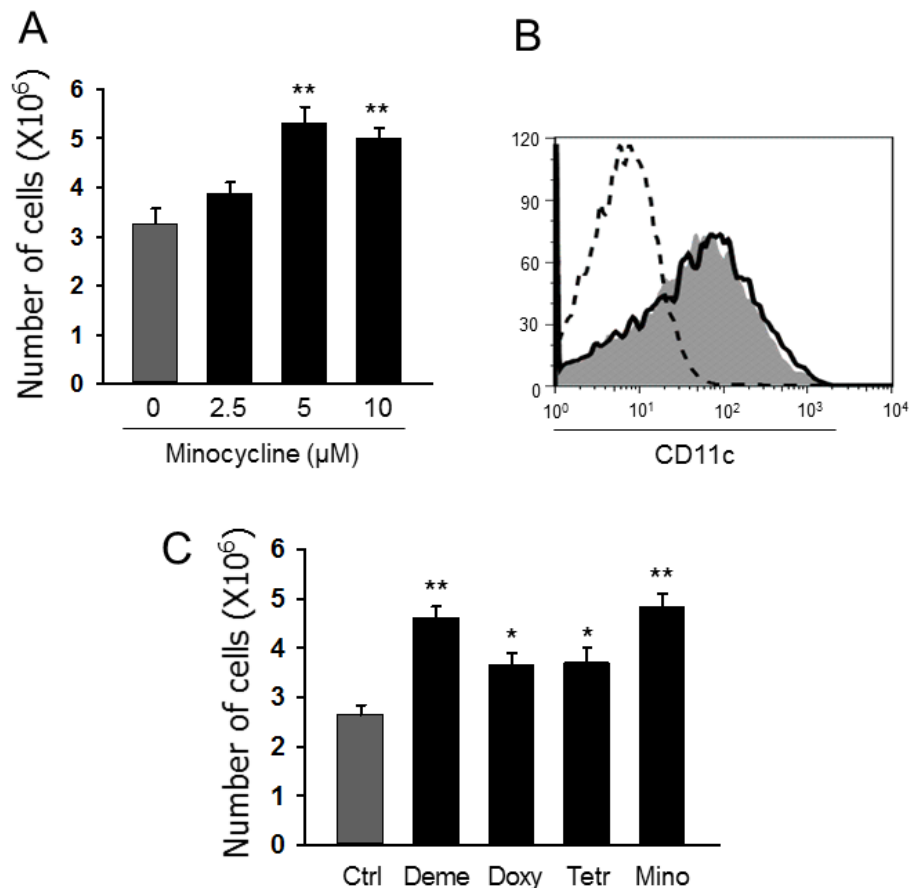 A
Number of cells (X10⁶)
6
5
4
3
2
1
0
** **
0 2.5 5 10
Minocycline (µM)
B
120
90
60
30
0
10⁰ 10¹ 10² 10³ 10⁴
CD11c
C
Number of cells (X10⁶)
6
5
4
3
2
1
0
** * * **
Ctrl Deme Doxy Tetr Mino